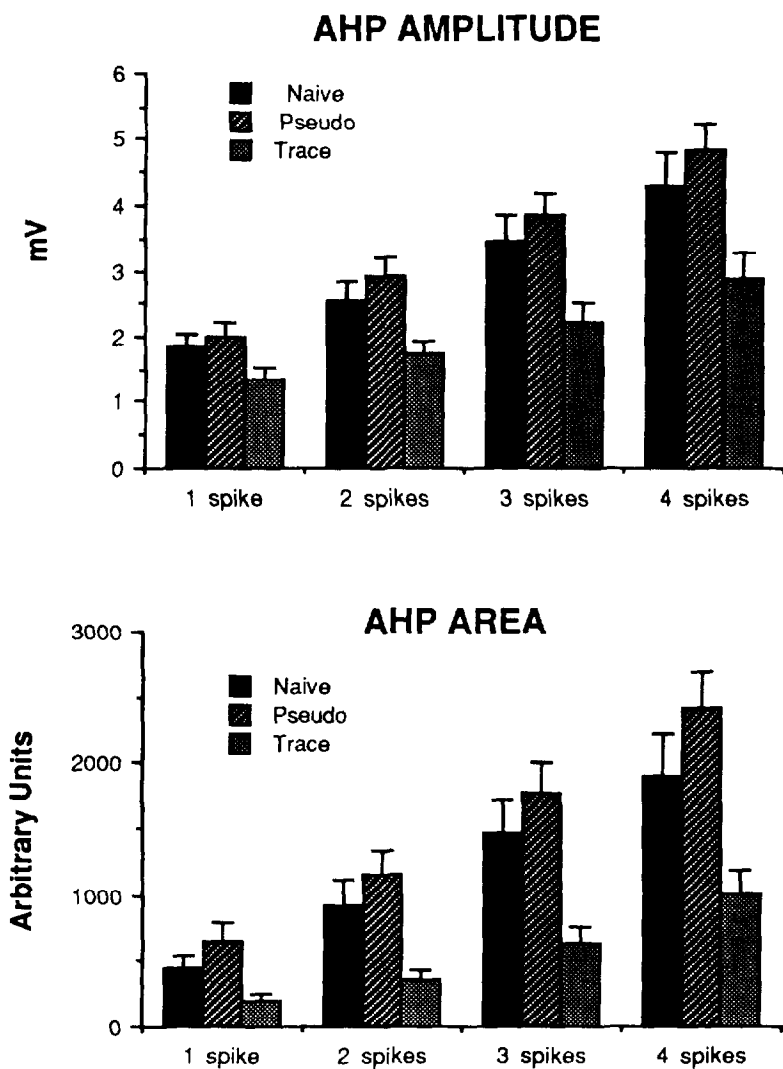 AHP AMPLITUDE
6
5
4
3
2
1
0
mV
Naive
Pseudo
Trace
1 spike
2 spikes
3 spikes
4 spikes
AHP AREA
3000
2000
1000
0
Arbitrary Units
Naive
Pseudo
Trace
1 spike
2 spikes
3 spikes
4 spikes